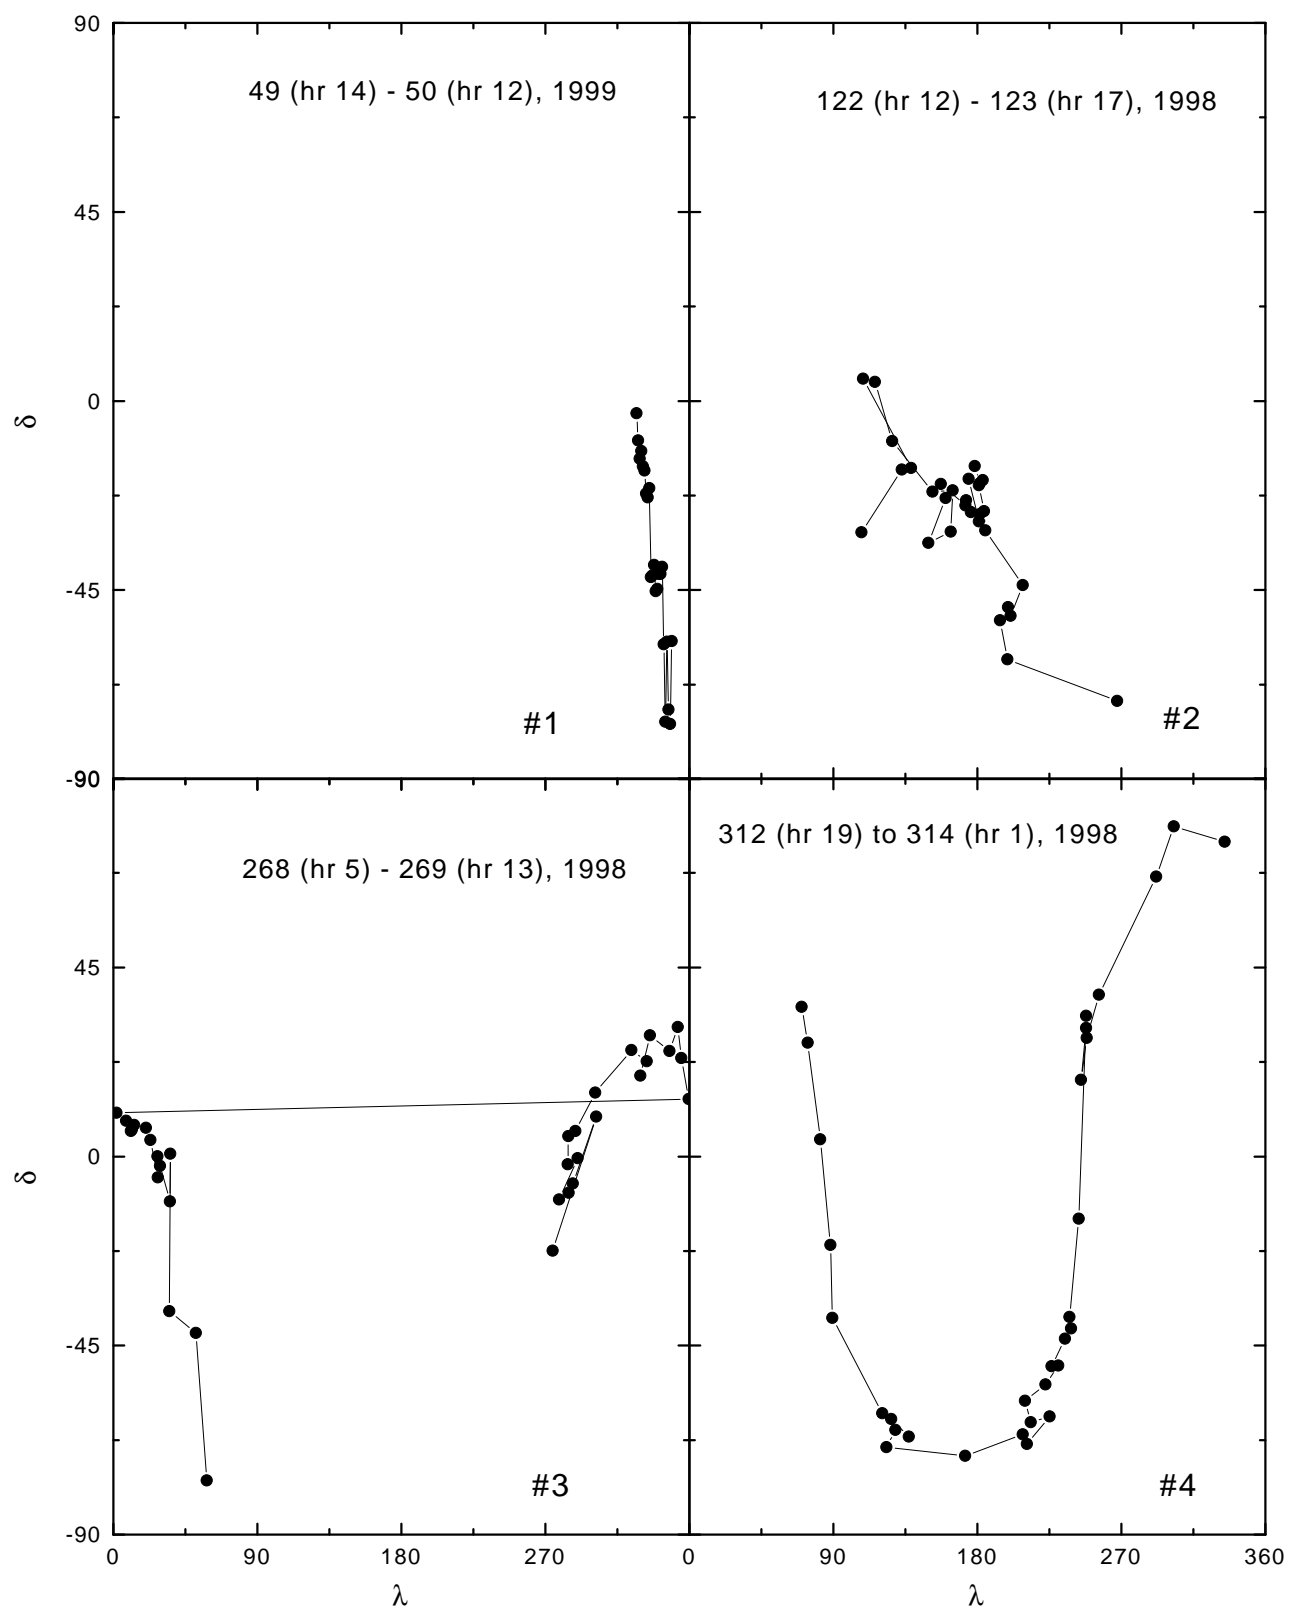 90
49 (hr 14) - 50 (hr 12), 1999
122 (hr 12) - 123 (hr 17), 1998
45
0
δ
-45
#1
#2
-90
312 (hr 19) to 314 (hr 1), 1998
268 (hr 5) - 269 (hr 13), 1998
45
0
δ
-45
#3
#4
-90
0 90 180 270 0 90 180 270 360
λ λ